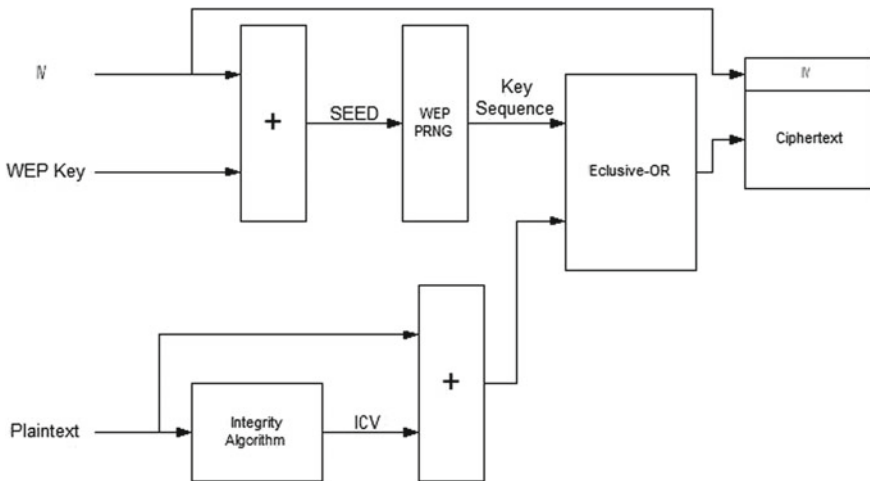 IV
WEP Key
+
SEED
WEP
PRNG
Key
Sequence
Eclusive-OR
IV
Ciphertext
Plaintext
Integrity
Algorithm
ICV
+